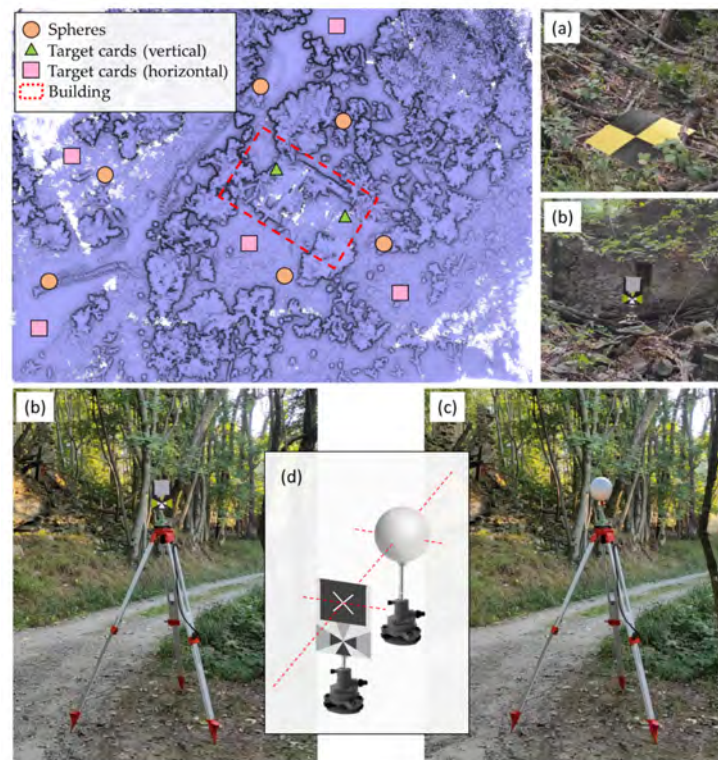 Spheres
Target cards (vertical)
Target cards (horizontal)
Building
(a)
(b)
(b)
(c)
(d)